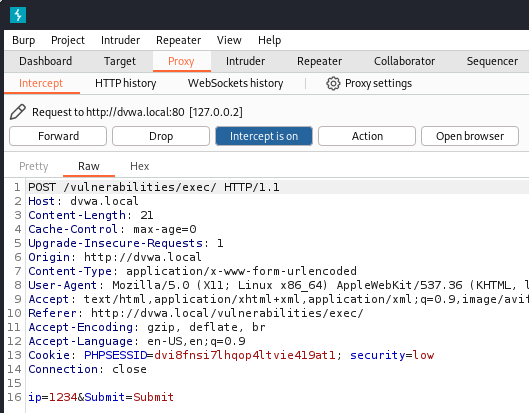 Burp Project Intruder Repeater View Help
Dashboard Target Proxy Intruder Repeater Collaborator Sequencer
Intercept HTTP history WebSockets history Proxy settings
Request to http://dvwa.local:80 [127.0.0.2]
Forward Drop Intercept is on Action Open browser
Pretty Raw Hex
1 POST /vulnerabilities/exec/ HTTP/1.1
2 Host: dvwa.local
3 Content-Length: 21
4 Cache-Control: max-age=0
5 Upgrade-Insecure-Requests: 1
6 Origin: http://dvwa.local
7 Content-Type: application/x-www-form-urlencoded
8 User-Agent: Mozilla/5.0 (X11; Linux x86_64) AppleWebKit/537.36 (KHTML, l
9 Accept: text/html,application/xhtml+xml,application/xml;q=0.9,image/avif
10 Referer: http://dvwa.local/vulnerabilities/exec/
11 Accept-Encoding: gzip, deflate, br
12 Accept-Language: en-US,en;q=0.9
13 Cookie: PHPSESSID=dvi8fnsi7lhqop4ltvie419at1; security=low
14 Connection: close
15
16 ip=1234&Submit=Submit